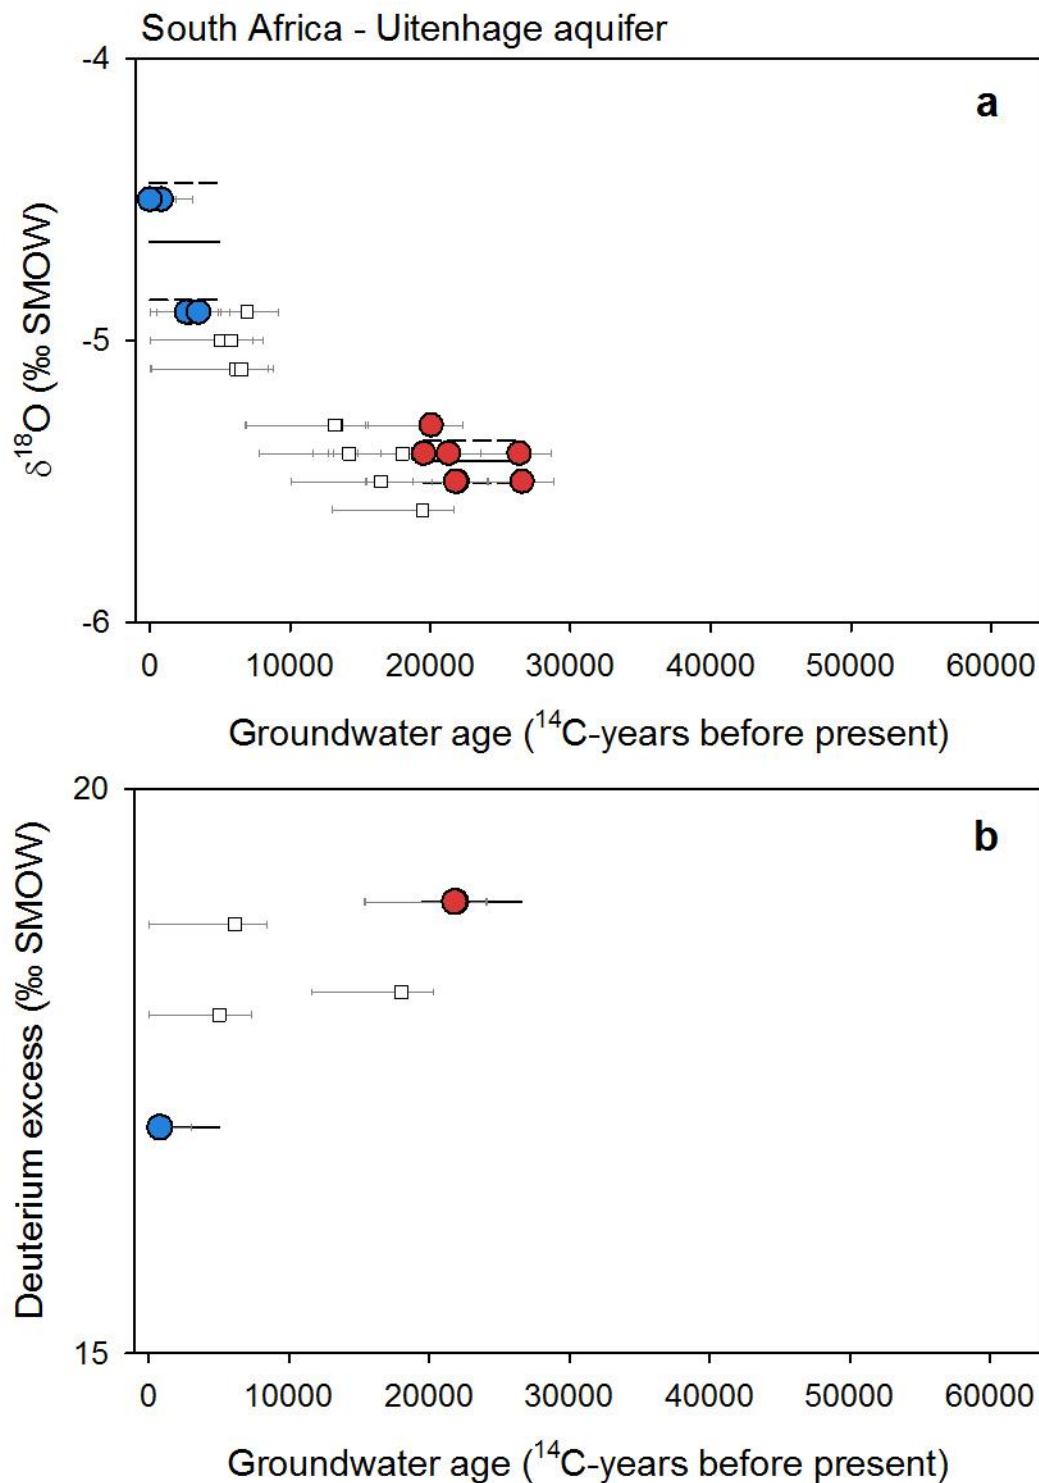 South Africa - Uitenhage aquifer
-4
a
δ¹⁸O (‰ SMOW)
-5
-6
0 10000 20000 30000 40000 50000 60000
Groundwater age (¹⁴C-years before present)
20
b
Deuterium excess (‰ SMOW)
15
0 10000 20000 30000 40000 50000 60000
Groundwater age (¹⁴C-years before present)